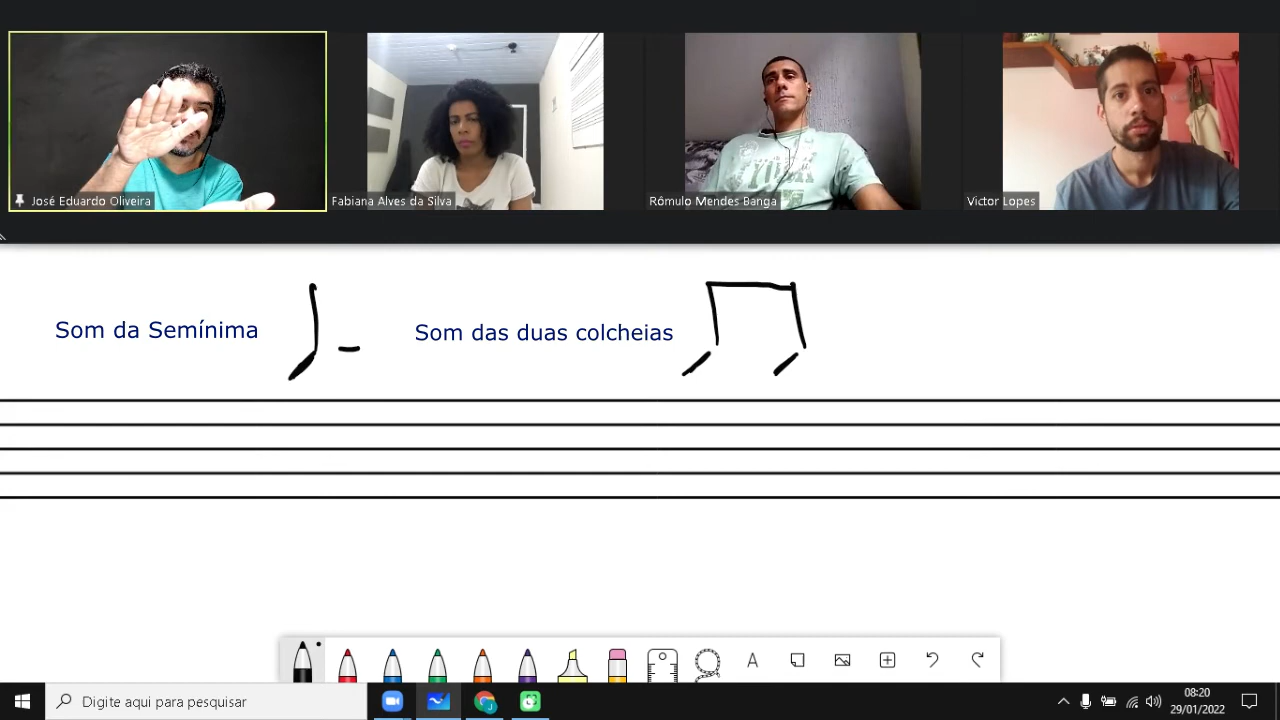 José Eduardo Oliveira
Fabiana Alves da Silva
Rômulo Mendes Banga
Victor Lopes
Som da Semínima
Som das duas colcheias
A
Digite aqui para pesquisar
08:20
29/01/2022